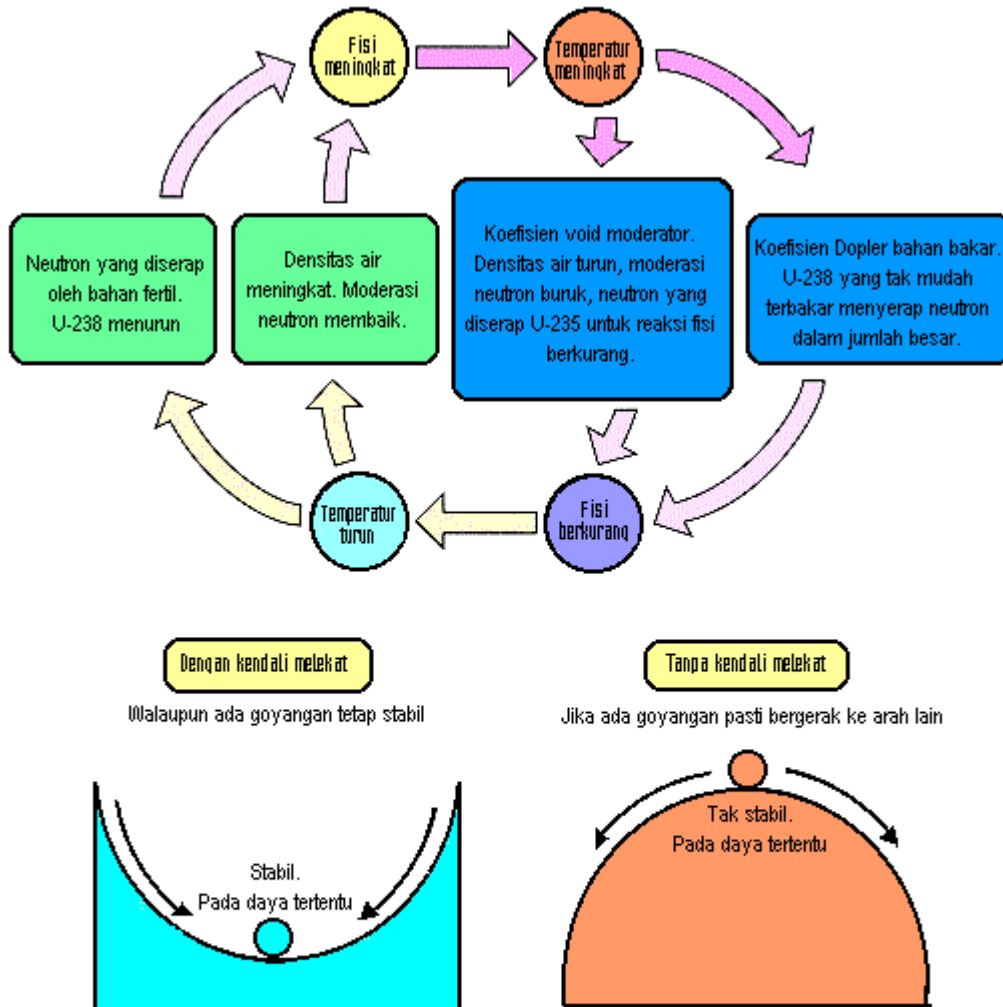 Fisi
meningkat
Temperatur
meningkat
Neutron yang diserap
oleh bahan fertil.
U-238 menurun
Densitas air
meningkat. Moderasi
neutron membaik.
Koefisien void moderator.
Densitas air turun, moderasi
neutron buruk, neutron yang
diserap U-235 untuk reaksi fisi
berkurang.
Koefisien Dopler bahan bakar.
U-238 yang tak mudah
terbakar menyerap neutron
dalam jumlah besar.
Temperatur
turun
Fisi
berkurang
Dengan kendali melekat
Walaupun ada goyangan tetap stabil
Stabil.
Pada daya tertentu
Tanpa kendali melekat
Jika ada goyangan pasti bergerak ke arah lain
Tak stabil.
Pada daya tertentu